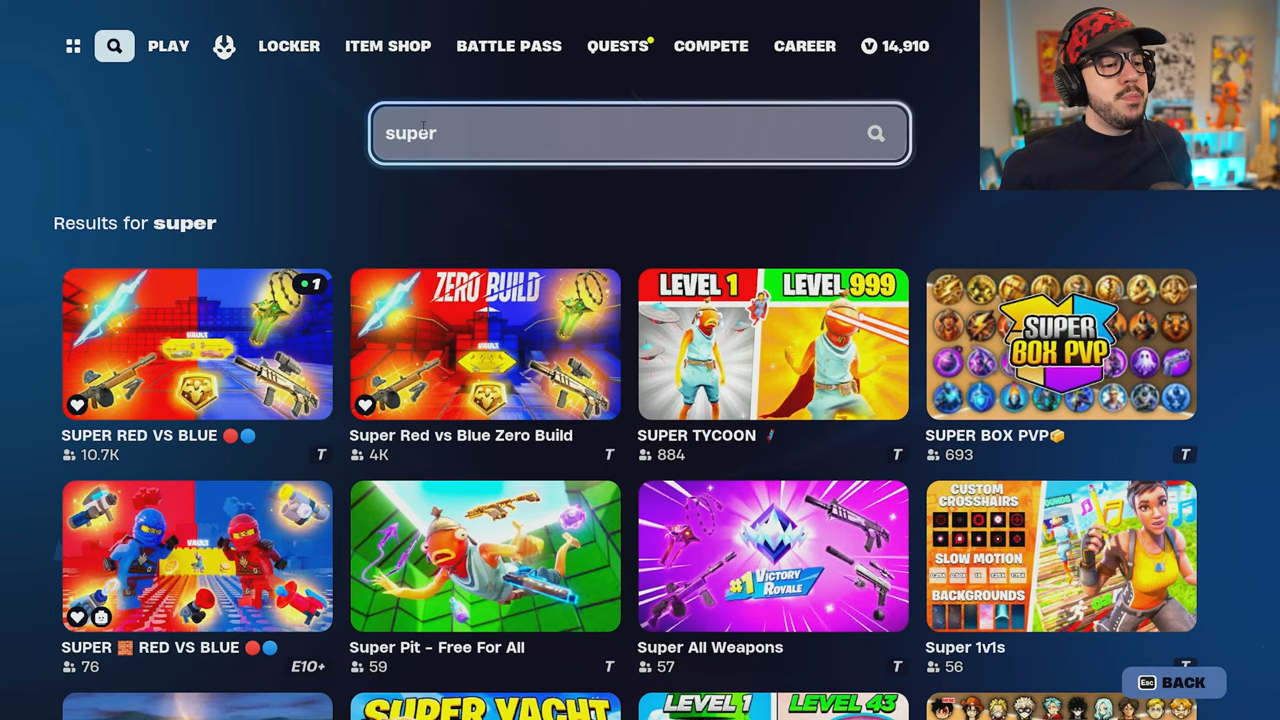 PLAY LOCKER ITEM SHOP BATTLE PASS QUESTS COMPETE CAREER V 14,910
super
Results for super
1
VAULT
ZERO BUILD
VAULT
LEVEL 1 LEVEL 999
SUPER
BOX PVP
SUPER RED VS BLUE 🔴🔵
10.7K T
Super Red vs Blue Zero Build
4K T
SUPER TYCOON
884 T
SUPER BOX PVP📦
693 T
VAULT
#1 VICTORY
ROYALE
CUSTOM
CROSSHAIRS
SLOW MOTION
BACKGROUNDS
SUPER 🧱 RED VS BLUE 🔴🔵
76 E10+
Super Pit - Free For All
59 T
Super All Weapons
57 T
Super 1v1s
56 T
Esc BACK
SUPER YACHT
LEVEL 1 LEVEL 43